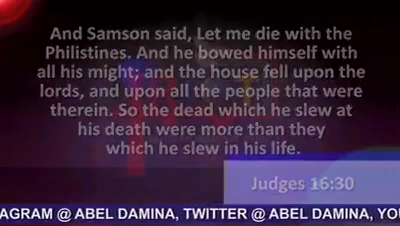 And Samson said, Let me die with the
Philistines. And he bowed himself with
all his might; and the house fell upon the
lords, and upon all the people that were
therein. So the dead which he slew at
his death were more than they
which he slew in his life.
Judges 16:30
AGRAM @ ABEL DAMINA, TWITTER @ ABEL DAMINA, YOU